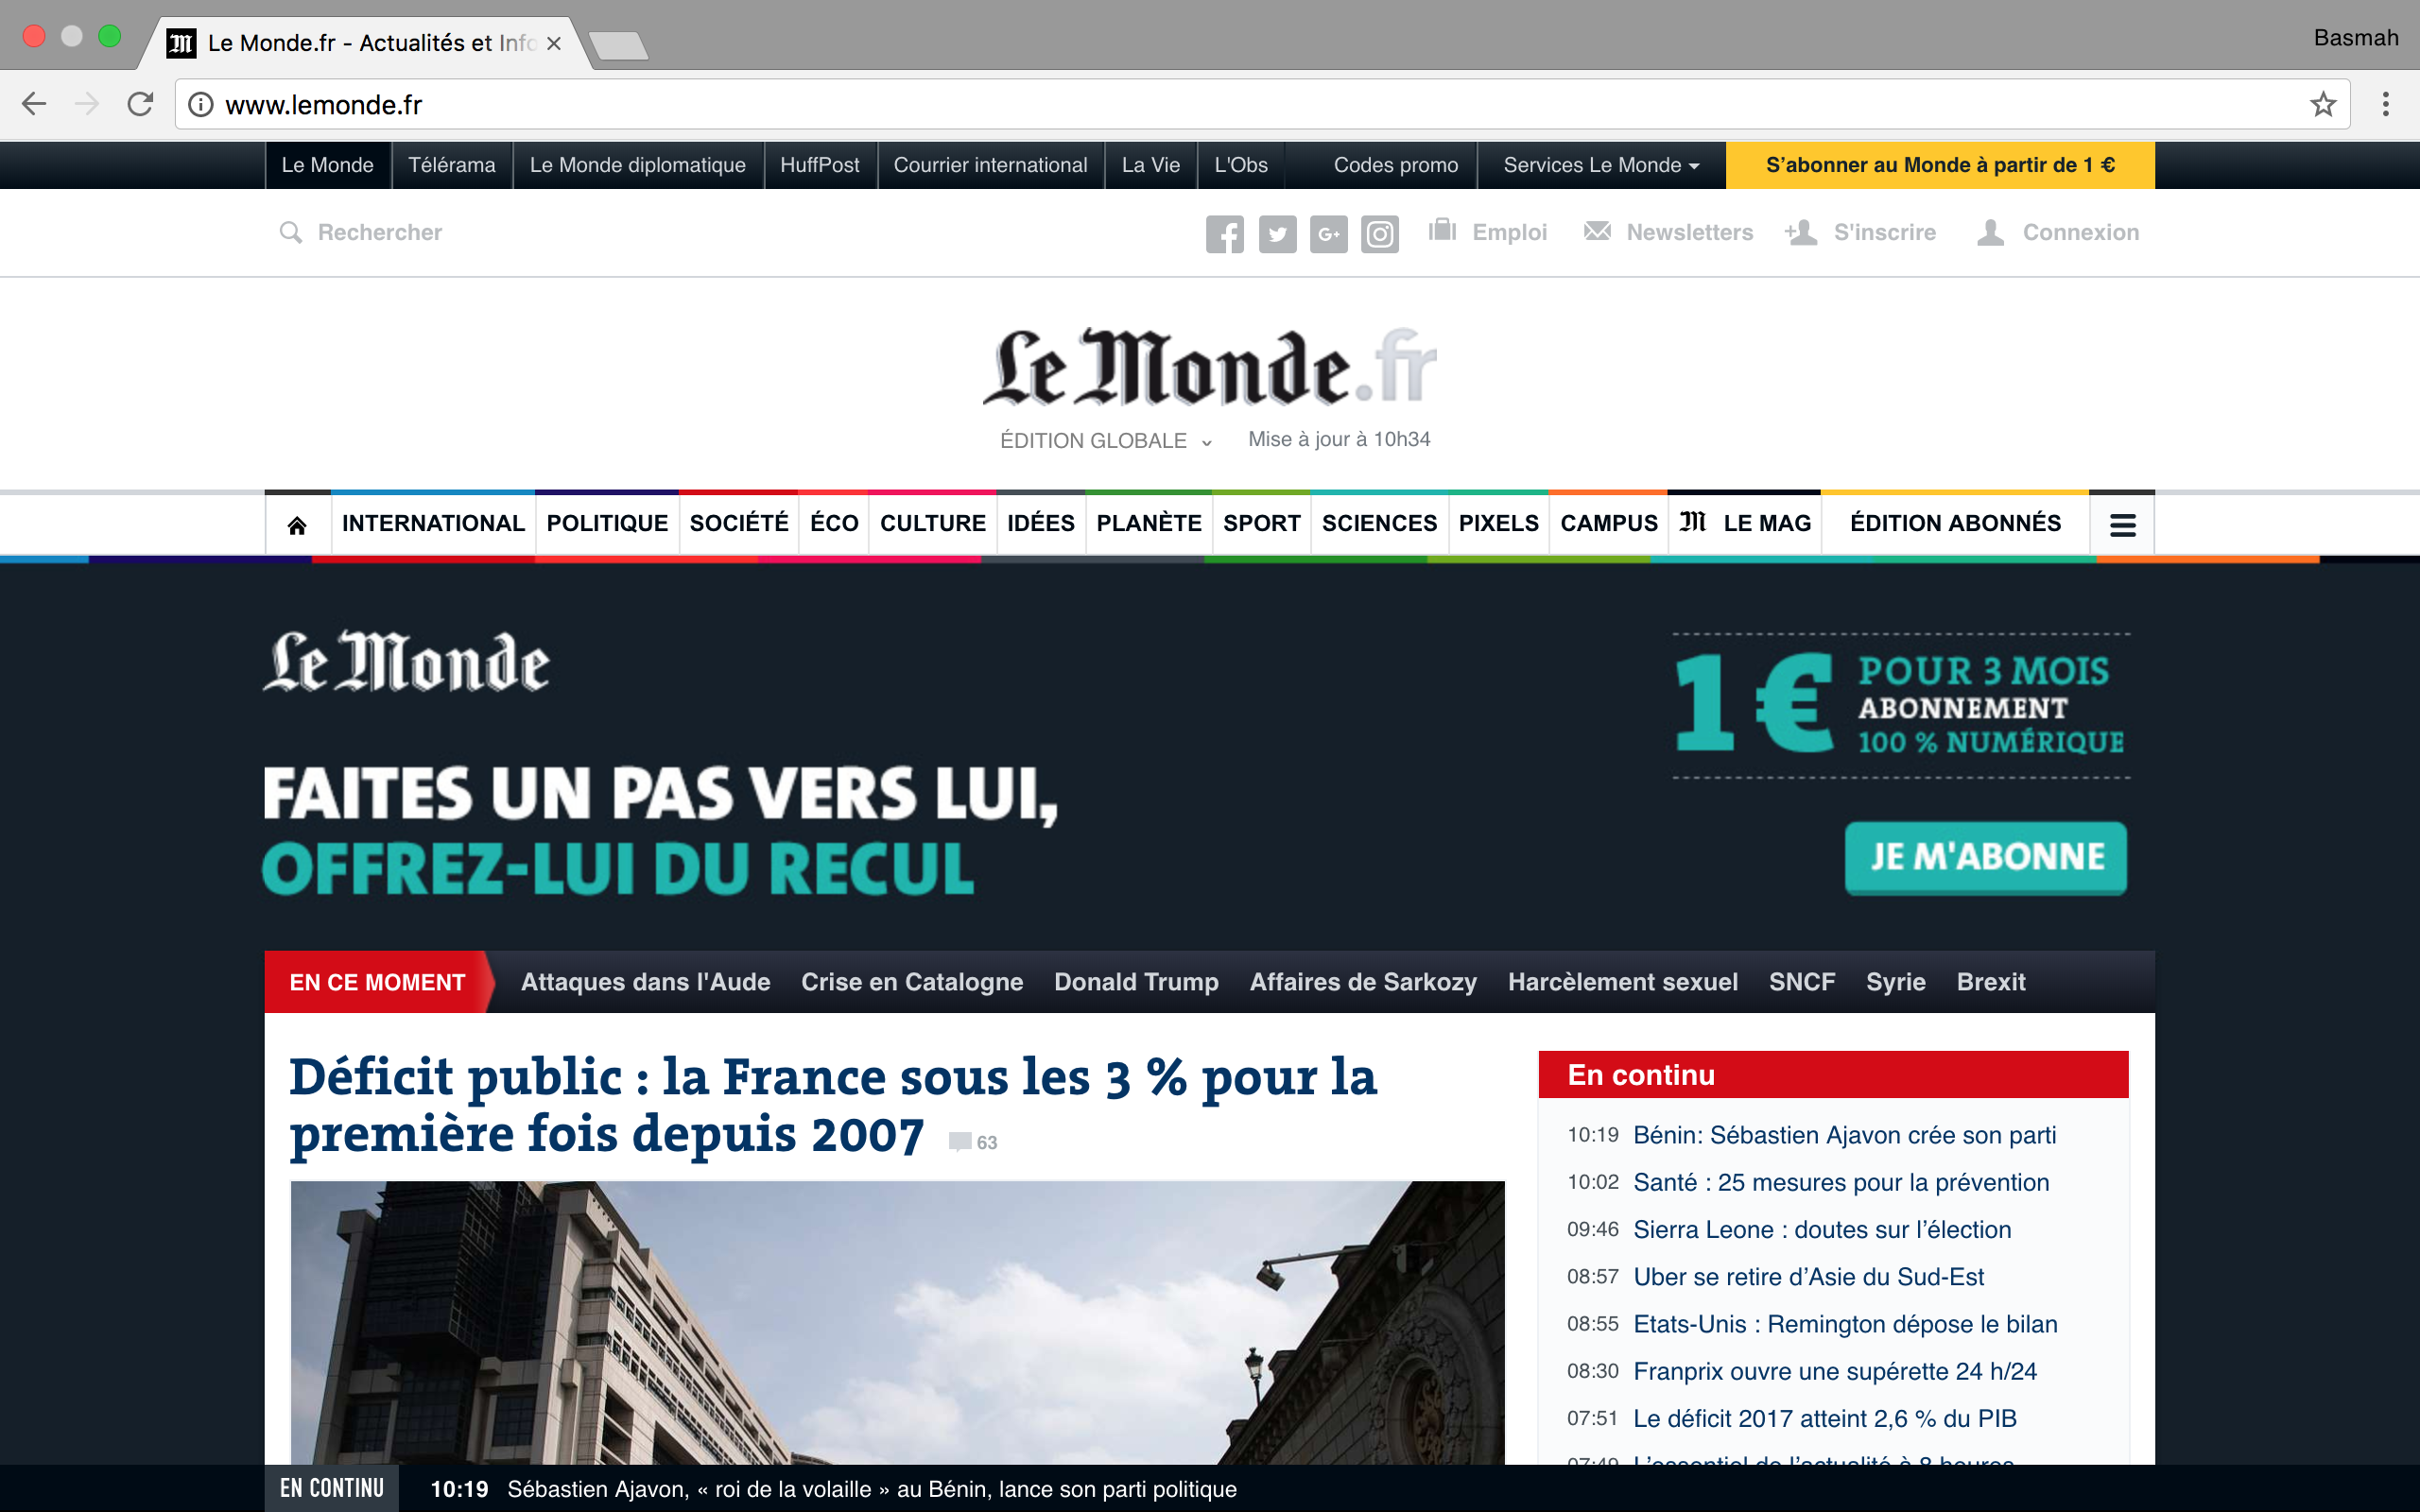 Le Monde.fr - Actualités et Info
Basmah
www.lemonde.fr
Le Monde Télérama Le Monde diplomatique HuffPost Courrier international La Vie L'Obs Codes promo Services Le Monde S’abonner au Monde à partir de 1 €
Rechercher Emploi Newsletters S'inscrire Connexion
Le Monde.fr
ÉDITION GLOBALE Mise à jour à 10h34
INTERNATIONAL POLITIQUE SOCIÉTÉ ÉCO CULTURE IDÉES PLANÈTE SPORT SCIENCES PIXELS CAMPUS M LE MAG ÉDITION ABONNÉS
Le Monde
FAITES UN PAS VERS LUI,
OFFREZ-LUI DU RECUL
1 €
POUR 3 MOIS
ABONNEMENT
100 % NUMÉRIQUE
JE M'ABONNE
EN CE MOMENT Attaques dans l'Aude Crise en Catalogne Donald Trump Affaires de Sarkozy Harcèlement sexuel SNCF Syrie Brexit
Déficit public : la France sous les 3 % pour la
première fois depuis 2007 63
En continu
10:19 Bénin: Sébastien Ajavon crée son parti
10:02 Santé : 25 mesures pour la prévention
09:46 Sierra Leone : doutes sur l’élection
08:57 Uber se retire d’Asie du Sud-Est
08:55 Etats-Unis : Remington dépose le bilan
08:30 Franprix ouvre une supérette 24 h/24
07:51 Le déficit 2017 atteint 2,6 % du PIB
07:49 L’essentiel de l’actualité à 8 heures
EN CONTINU 10:19 Sébastien Ajavon, « roi de la volaille » au Bénin, lance son parti politique